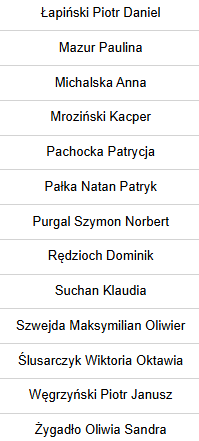 Łapiński Piotr Daniel
Mazur Paulina
Michalska Anna
Mroziński Kacper
Pachocka Patrycja
Pałka Natan Patryk
Purgal Szymon Norbert
Rędzioch Dominik
Suchan Klaudia
Szwejda Maksymilian Oliwier
Ślusarczyk Wiktoria Oktawia
Węgrzyński Piotr Janusz
Żygadło Oliwia Sandra